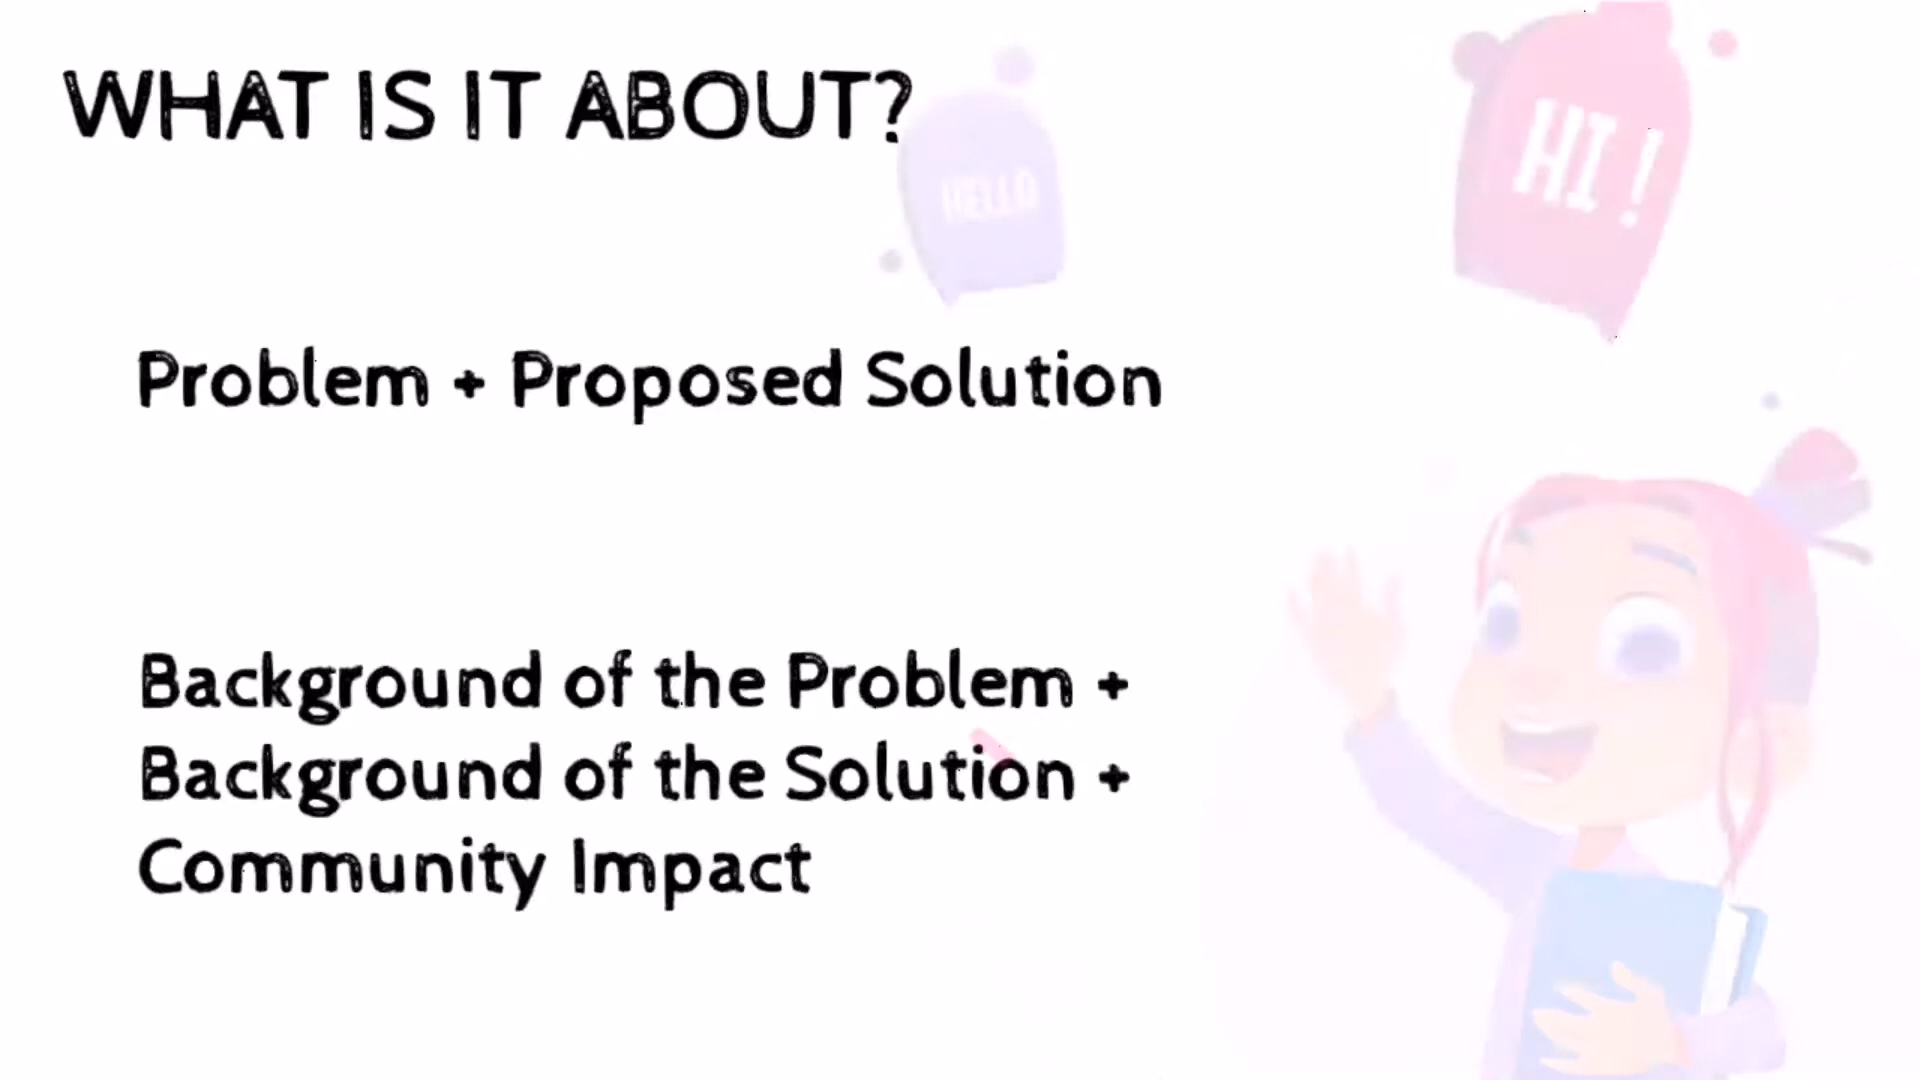 WHAT IS IT ABOUT?
HELLO
HI !
Problem + Proposed Solution
Background of the Problem +
Background of the Solution +
Community Impact